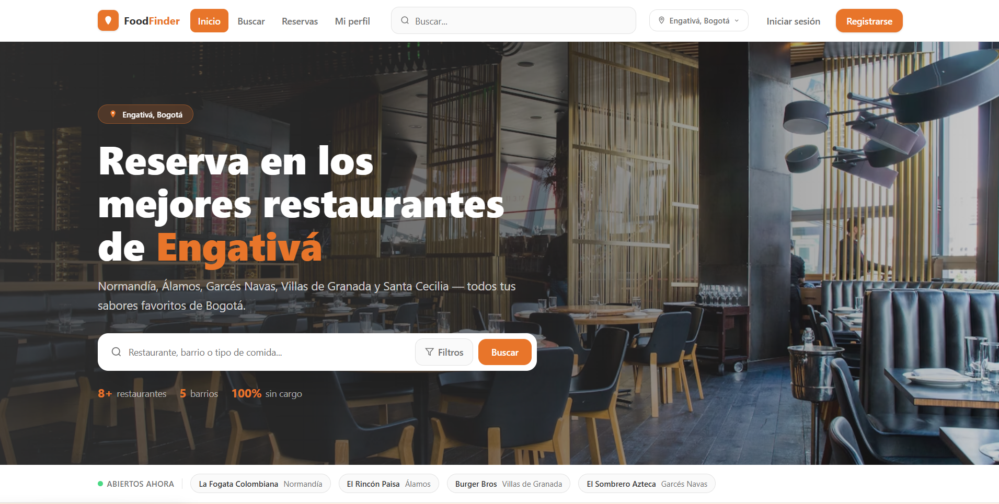 FoodFinder
Inicio
Buscar
Reservas
Mi perfil
Buscar...
Engativá, Bogotá
Iniciar sesión
Registrarse
Engativá, Bogotá
Reserva en los
mejores restaurantes
de Engativá
Normandía, Álamos, Garcés Navas, Villas de Granada y Santa Cecilia — todos tus
sabores favoritos de Bogotá.
Restaurante, barrio o tipo de comida...
Filtros
Buscar
8+ restaurantes
5 barrios
100% sin cargo
ABIERTOS AHORA
La Fogata Colombiana Normandía
El Rincón Paisa Álamos
Burger Bros Villas de Granada
El Sombrero Azteca Garcés Navas